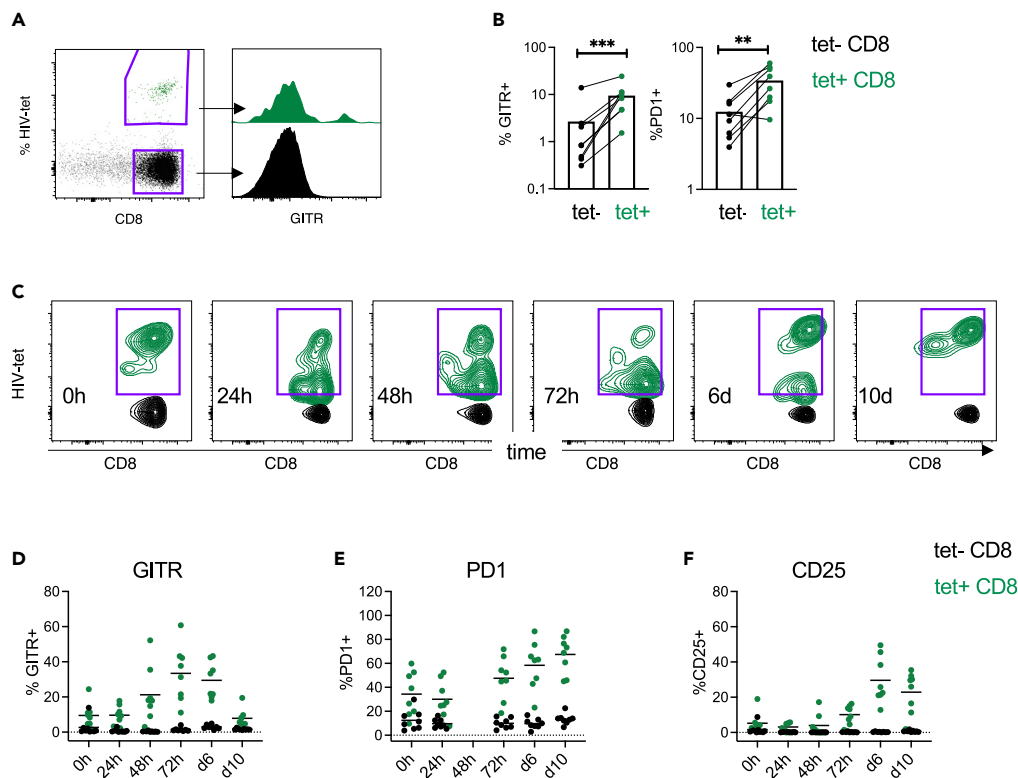 A
% HIV-tet
CD8
GITR
B
100
10
1
0.1
% GITR+
***
tet-
tet+
100
10
1
%PD1+
**
tet-
tet+
tet- CD8
tet+ CD8
C
HIV-tet
0h
24h
48h
72h
6d
10d
CD8
CD8
CD8
time
CD8
CD8
CD8
D
GITR
80
60
40
20
0
% GITR+
0h
24h
48h
72h
d6
d10
E
PD1
120
100
80
60
40
20
0
%PD1+
0h
24h
48h
72h
d6
d10
F
CD25
80
60
40
20
0
%CD25+
0h
24h
48h
72h
d6
d10
tet- CD8
tet+ CD8